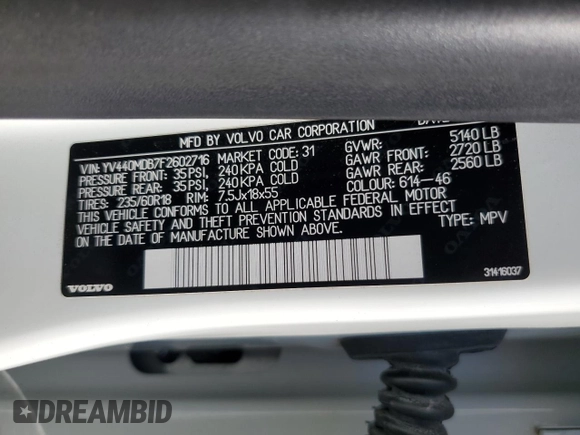 MFD. BY VOLVO CAR CORPORATION
VIN: YV440MDB7F2602716 MARKET CODE: 31 GVWR: 5140 LB
PRESSURE FRONT: 35PSI, 240KPA COLD GAWR FRONT: 2720 LB
PRESSURE REAR: 35PSI, 240KPA COLD GAWR REAR: 2560 LB
TIRES: 235/60R18 RIM: 7.5Jx18x55 COLOUR: 614-46
THIS VEHICLE CONFORMS TO ALL APPLICABLE FEDERAL MOTOR
VEHICLE SAFETY AND THEFT PREVENTION STANDARDS IN EFFECT
ON THE DATE OF MANUFACTURE SHOWN ABOVE. TYPE: MPV
VOLVO
31416037
DREAMBID